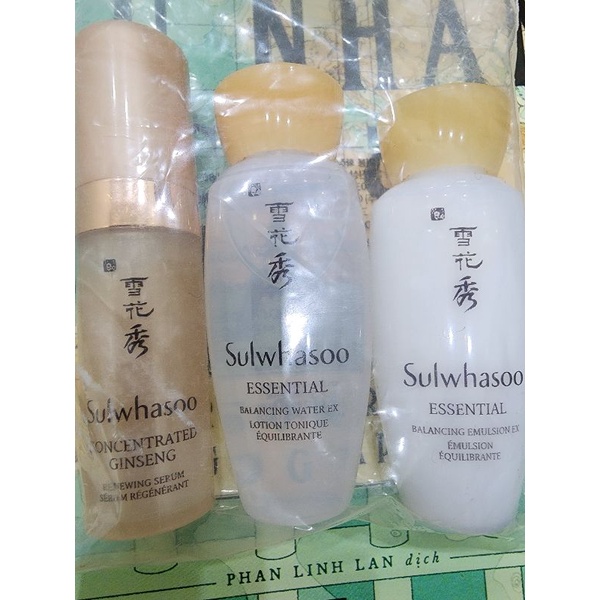 NHA
雪花秀
Sulwhasoo
CONCENTRATED
GINSENG
RENEWING SERUM
SÉRUM RÉGÉNÉRANT
雪花秀
Sulwhasoo
ESSENTIAL
BALANCING WATER EX
LOTION TONIQUE
ÉQUILIBRANTE
雪花秀
Sulwhasoo
ESSENTIAL
BALANCING EMULSION EX
ÉMULSION
ÉQUILIBRANTE
PHAN LINH LAN dịch